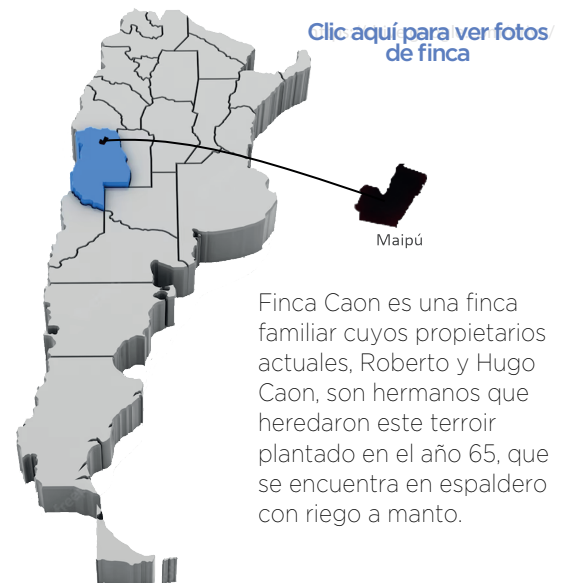 Clic aquí para ver fotos
de finca
Maipú
Finca Caon es una finca
familiar cuyos propietarios
actuales, Roberto y Hugo
Caon, son hermanos que
heredaron este terroir
plantado en el año 65, que
se encuentra en espaldero
con riego a manto.